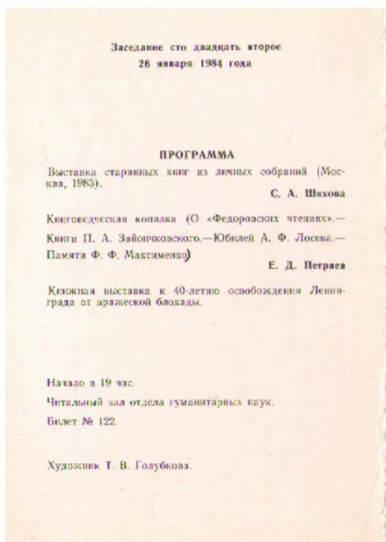 Заседание сто двадцать второе
26 января 1984 года
ПРОГРАММА
Выставка старинных книг из личных собраний (Мос-
ква, 1983).
С. А. Шихова
Книговедческая копилка (О «Федоровских чтениях».—
Книги П. А. Зайончковского.—Юбилей А. Ф. Лосева.—
Памяти Ф. Ф. Максименко)
Е. Д. Петряев
Книжная выставка к 40-летию освобождения Ленин-
града от вражеской блокады.
Начало в 19 час.
Читальный зал отдела гуманитарных наук.
Билет № 122.
Художник Т. В. Голубкова.